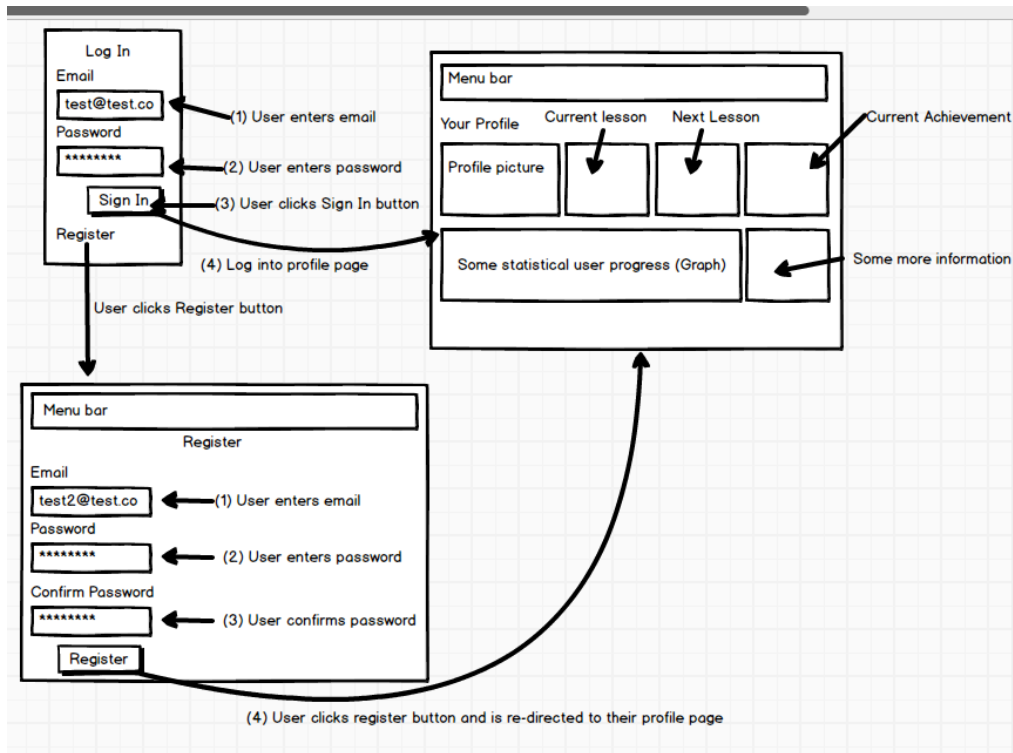 Log In
Email
test@test.co
(1) User enters email
Password
********
(2) User enters password
Sign In
(3) User clicks Sign In button
Register
(4) Log into profile page
User clicks Register button
Menu bar
Your Profile
Current lesson
Next Lesson
Current Achievement
Profile picture
Some statistical user progress (Graph)
Some more information
Menu bar
Register
Email
test2@test.co
(1) User enters email
Password
********
(2) User enters password
Confirm Password
********
(3) User confirms password
Register
(4) User clicks register button and is re-directed to their profile page